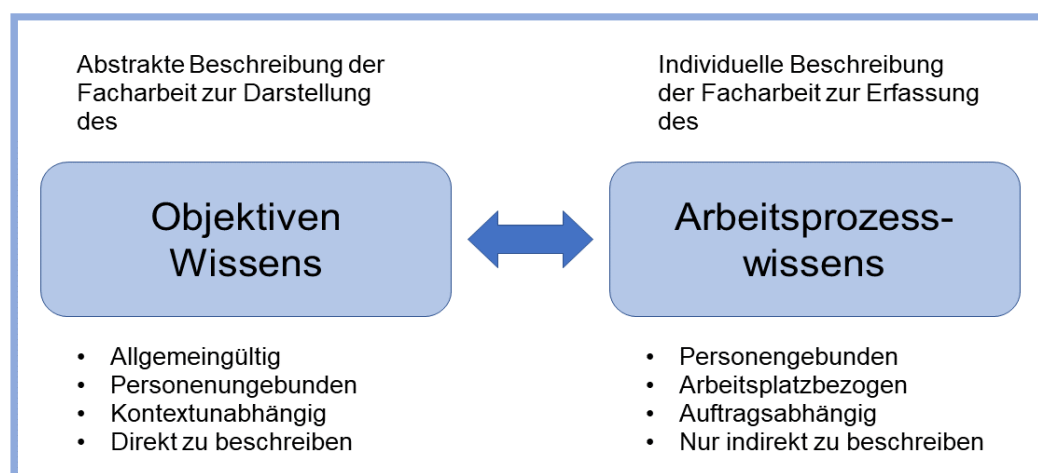 Abstrakte Beschreibung der
Facharbeit zur Darstellung
des
Objektiven
Wissens
• Allgemeingültig
• Personenungebunden
• Kontextunabhängig
• Direkt zu beschreiben
Individuelle Beschreibung
der Facharbeit zur Erfassung
des
Arbeitsprozess-
wissens
• Personengebunden
• Arbeitsplatzbezogen
• Auftragsabhängig
• Nur indirekt zu beschreiben